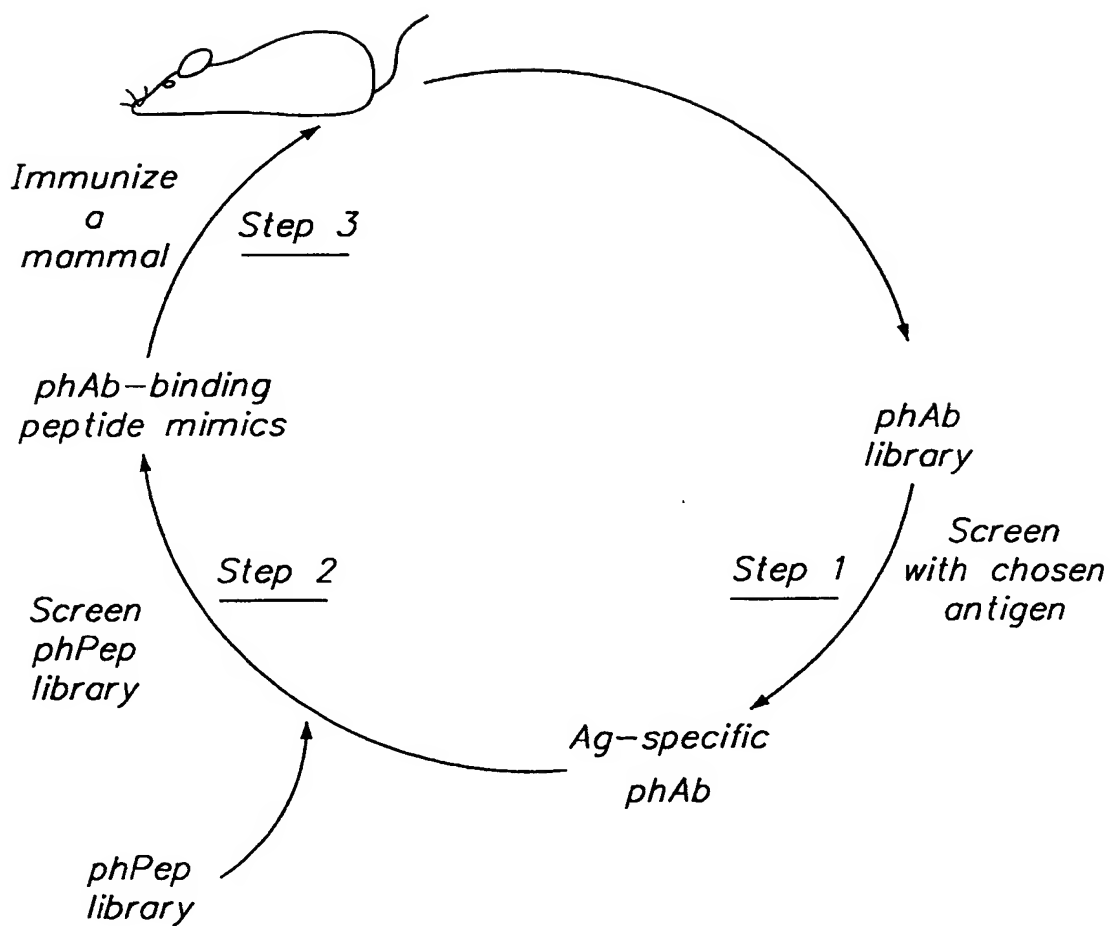 Immunize
a
mammal
Step 3
phAb-binding
peptide mimics
phAb
library
Screen
with chosen
antigen
Step 1
Step 2
Screen
phPep
library
Ag-specific
phAb
phPep
library